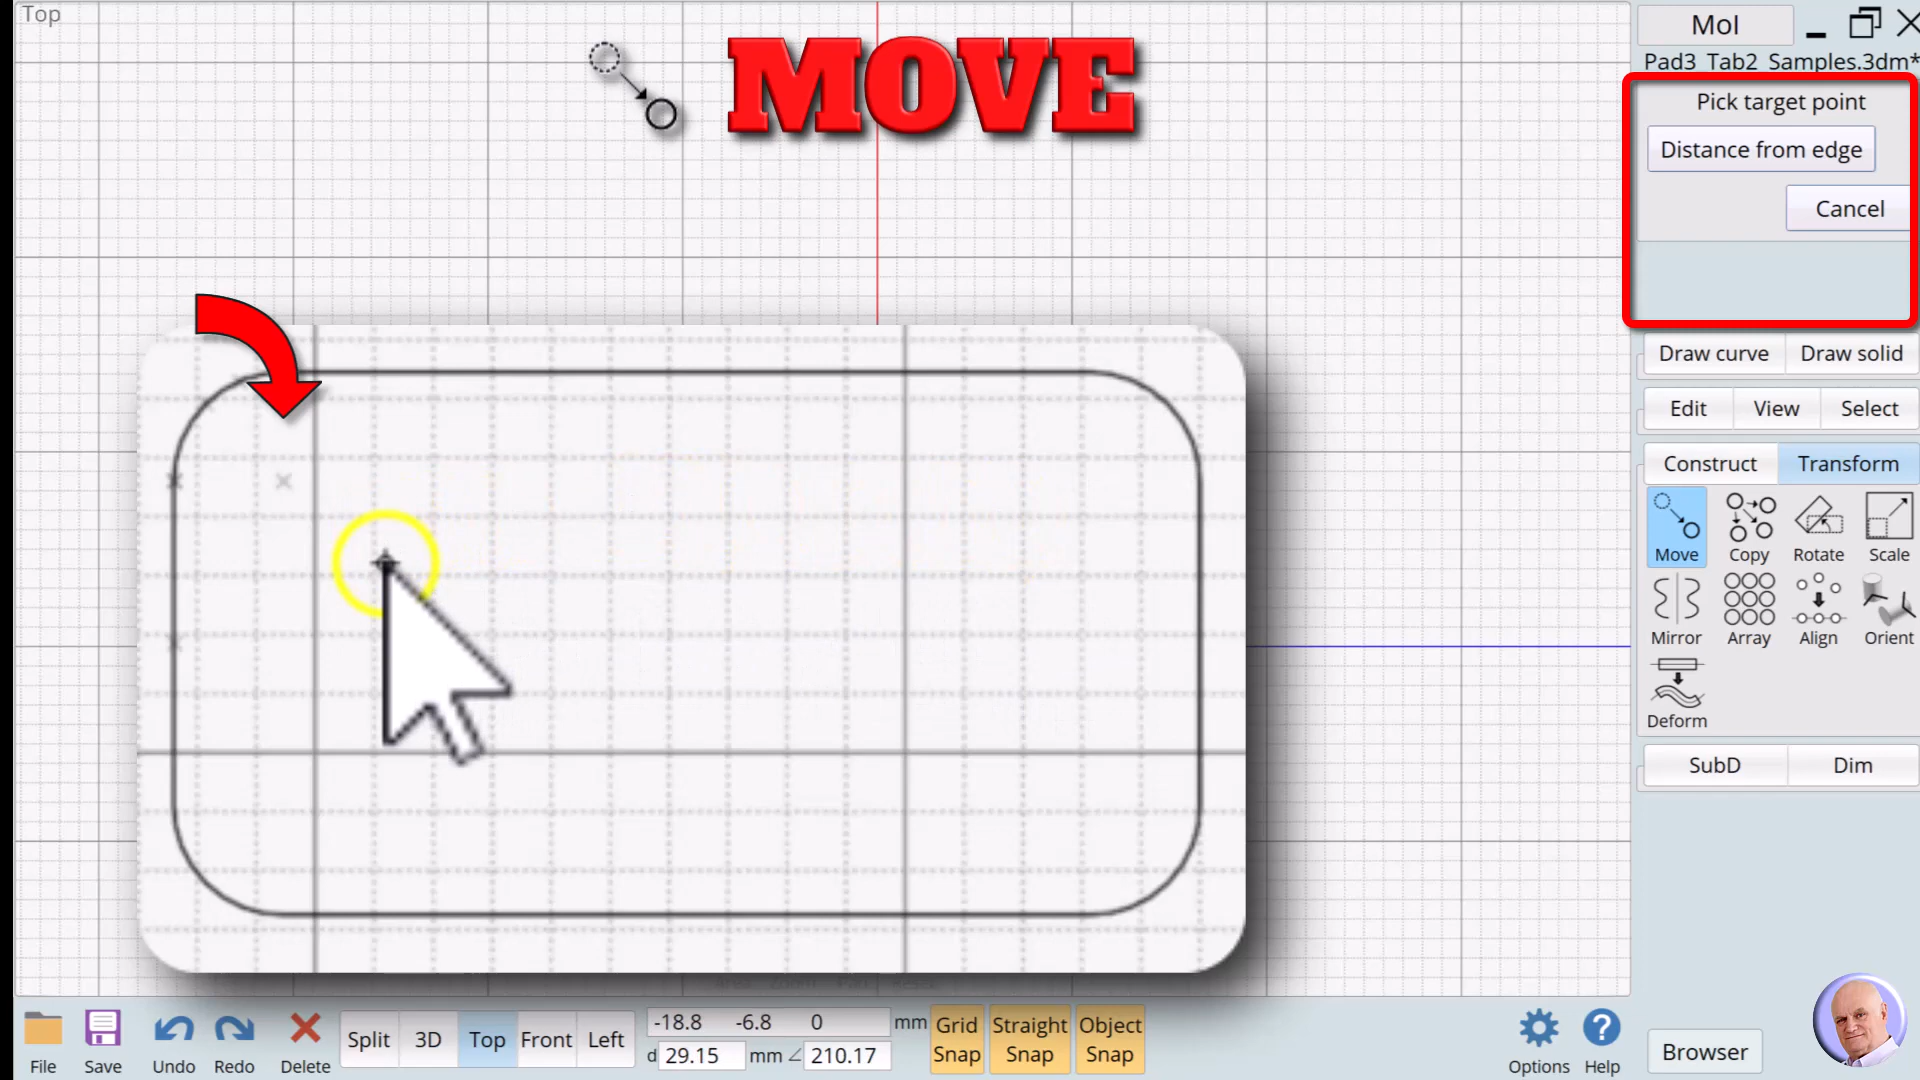 Top
MOVE
MoI
Pad3 Tab2 Samples.3dm*
Pick target point
Distance from edge
Cancel
Draw curve Draw solid
Edit View Select
Construct Transform
Move Copy Rotate Scale
Mirror Array Align Orient
Deform
SubD Dim
File Save Undo Redo Delete
Split 3D Top Front Left
-18.8 -6.8 0 mm
d 29.15 mm ∠ 210.17
Grid Snap
Straight Snap
Object Snap
Options Help
Browser